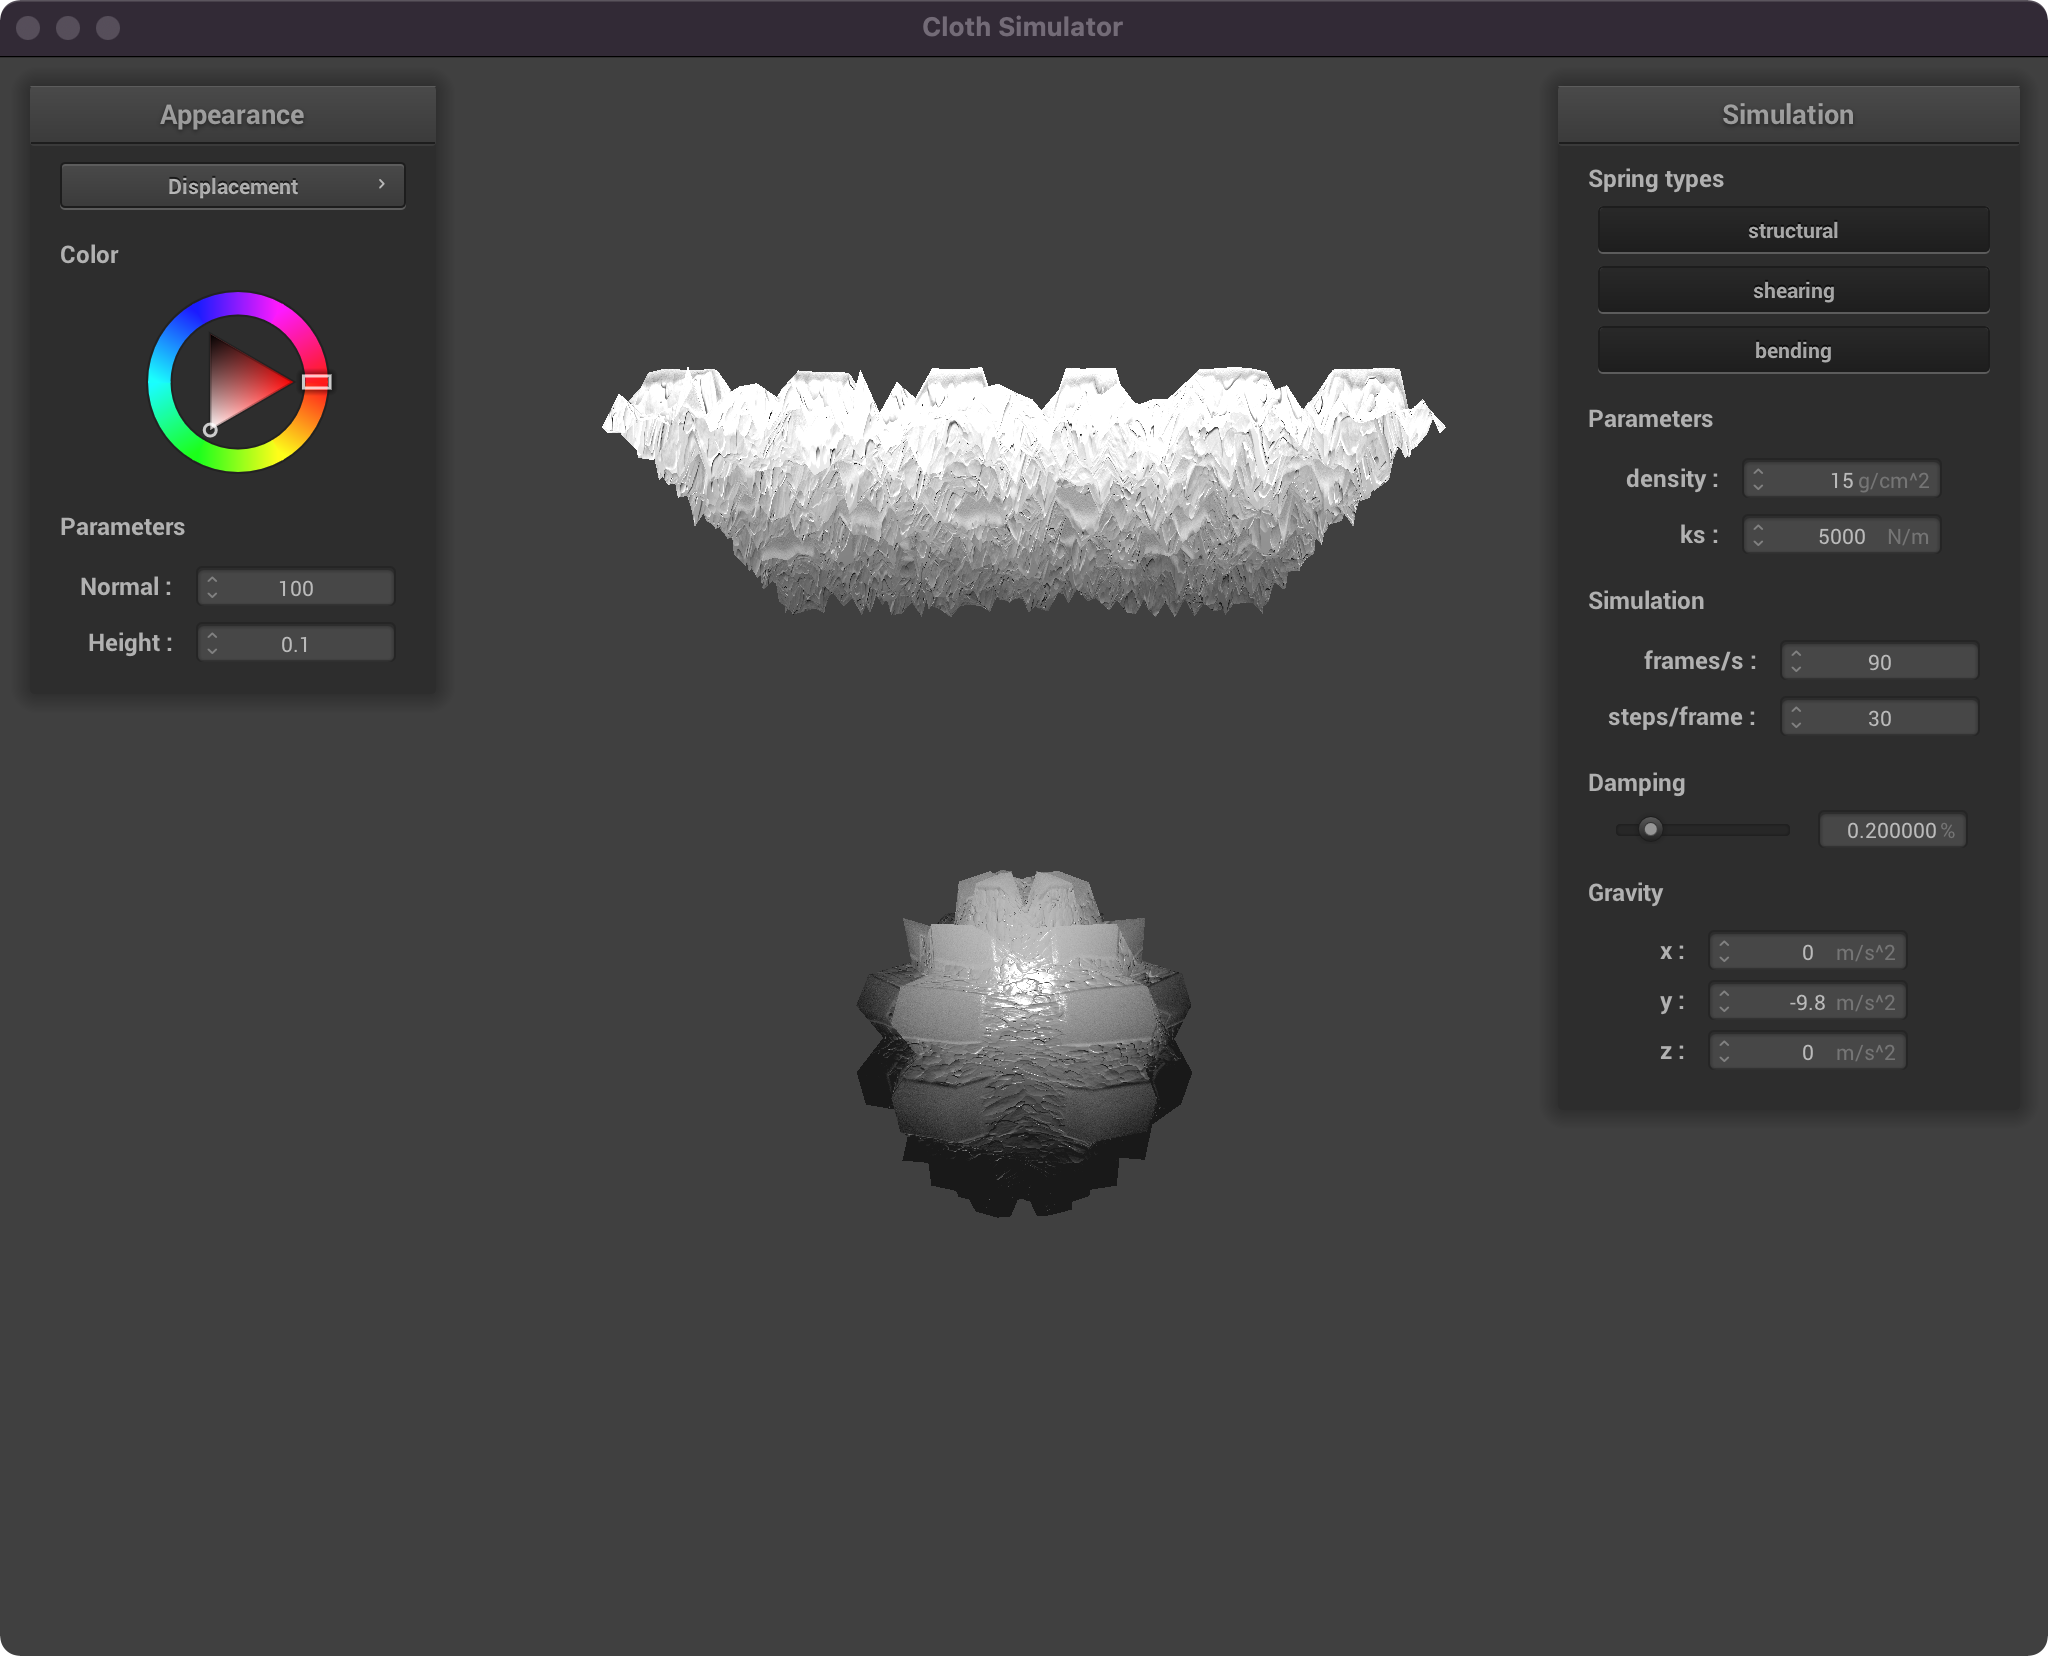 Cloth Simulator
Appearance
Displacement
Color
Parameters
Normal : 100
Height : 0.1
Simulation
Spring types
structural
shearing
bending
Parameters
density : 15 g/cm^2
ks : 5000 N/m
Simulation
frames/s : 90
steps/frame : 30
Damping
0.200000 %
Gravity
x : 0 m/s^2
y : -9.8 m/s^2
z : 0 m/s^2